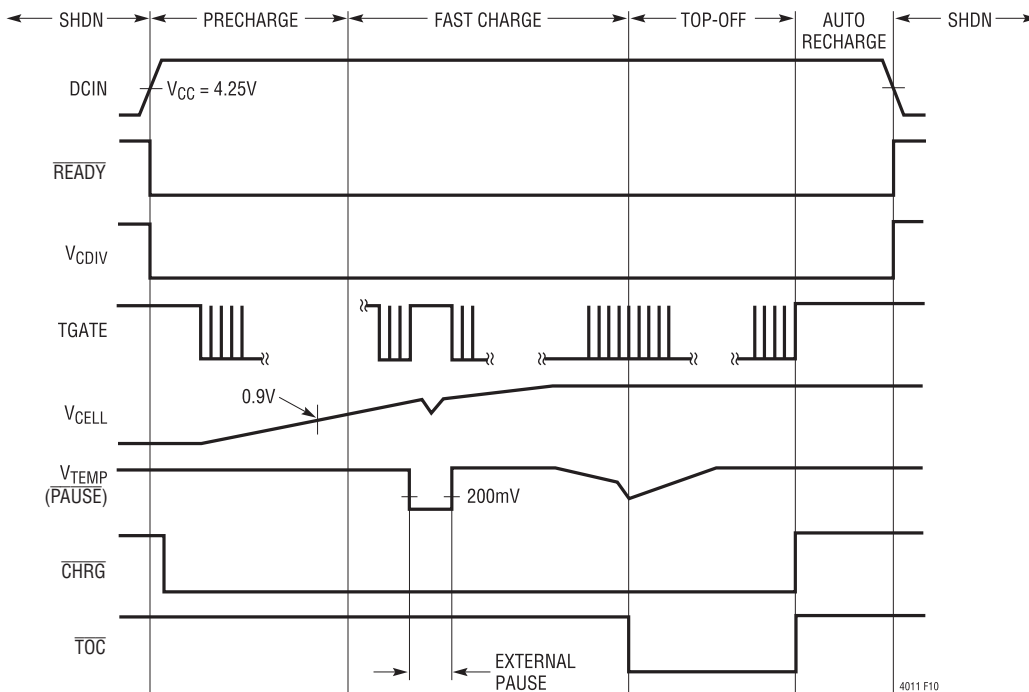 SHDN PRECHARGE FAST CHARGE TOP-OFF AUTO RECHARGE SHDN
DCIN
VCC = 4.25V
READY
VCDIV
TGATE
0.9V
VCELL
VTEMP
(PAUSE)
200mV
CHRG
TOC
EXTERNAL
PAUSE
4011 F10